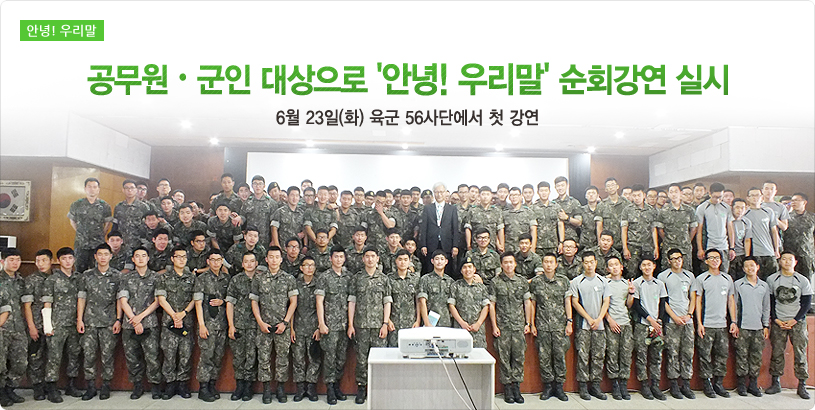 안녕! 우리말
공무원 · 군인 대상으로 '안녕! 우리말' 순회강연 실시
6월 23일(화) 육군 56사단에서 첫 강연